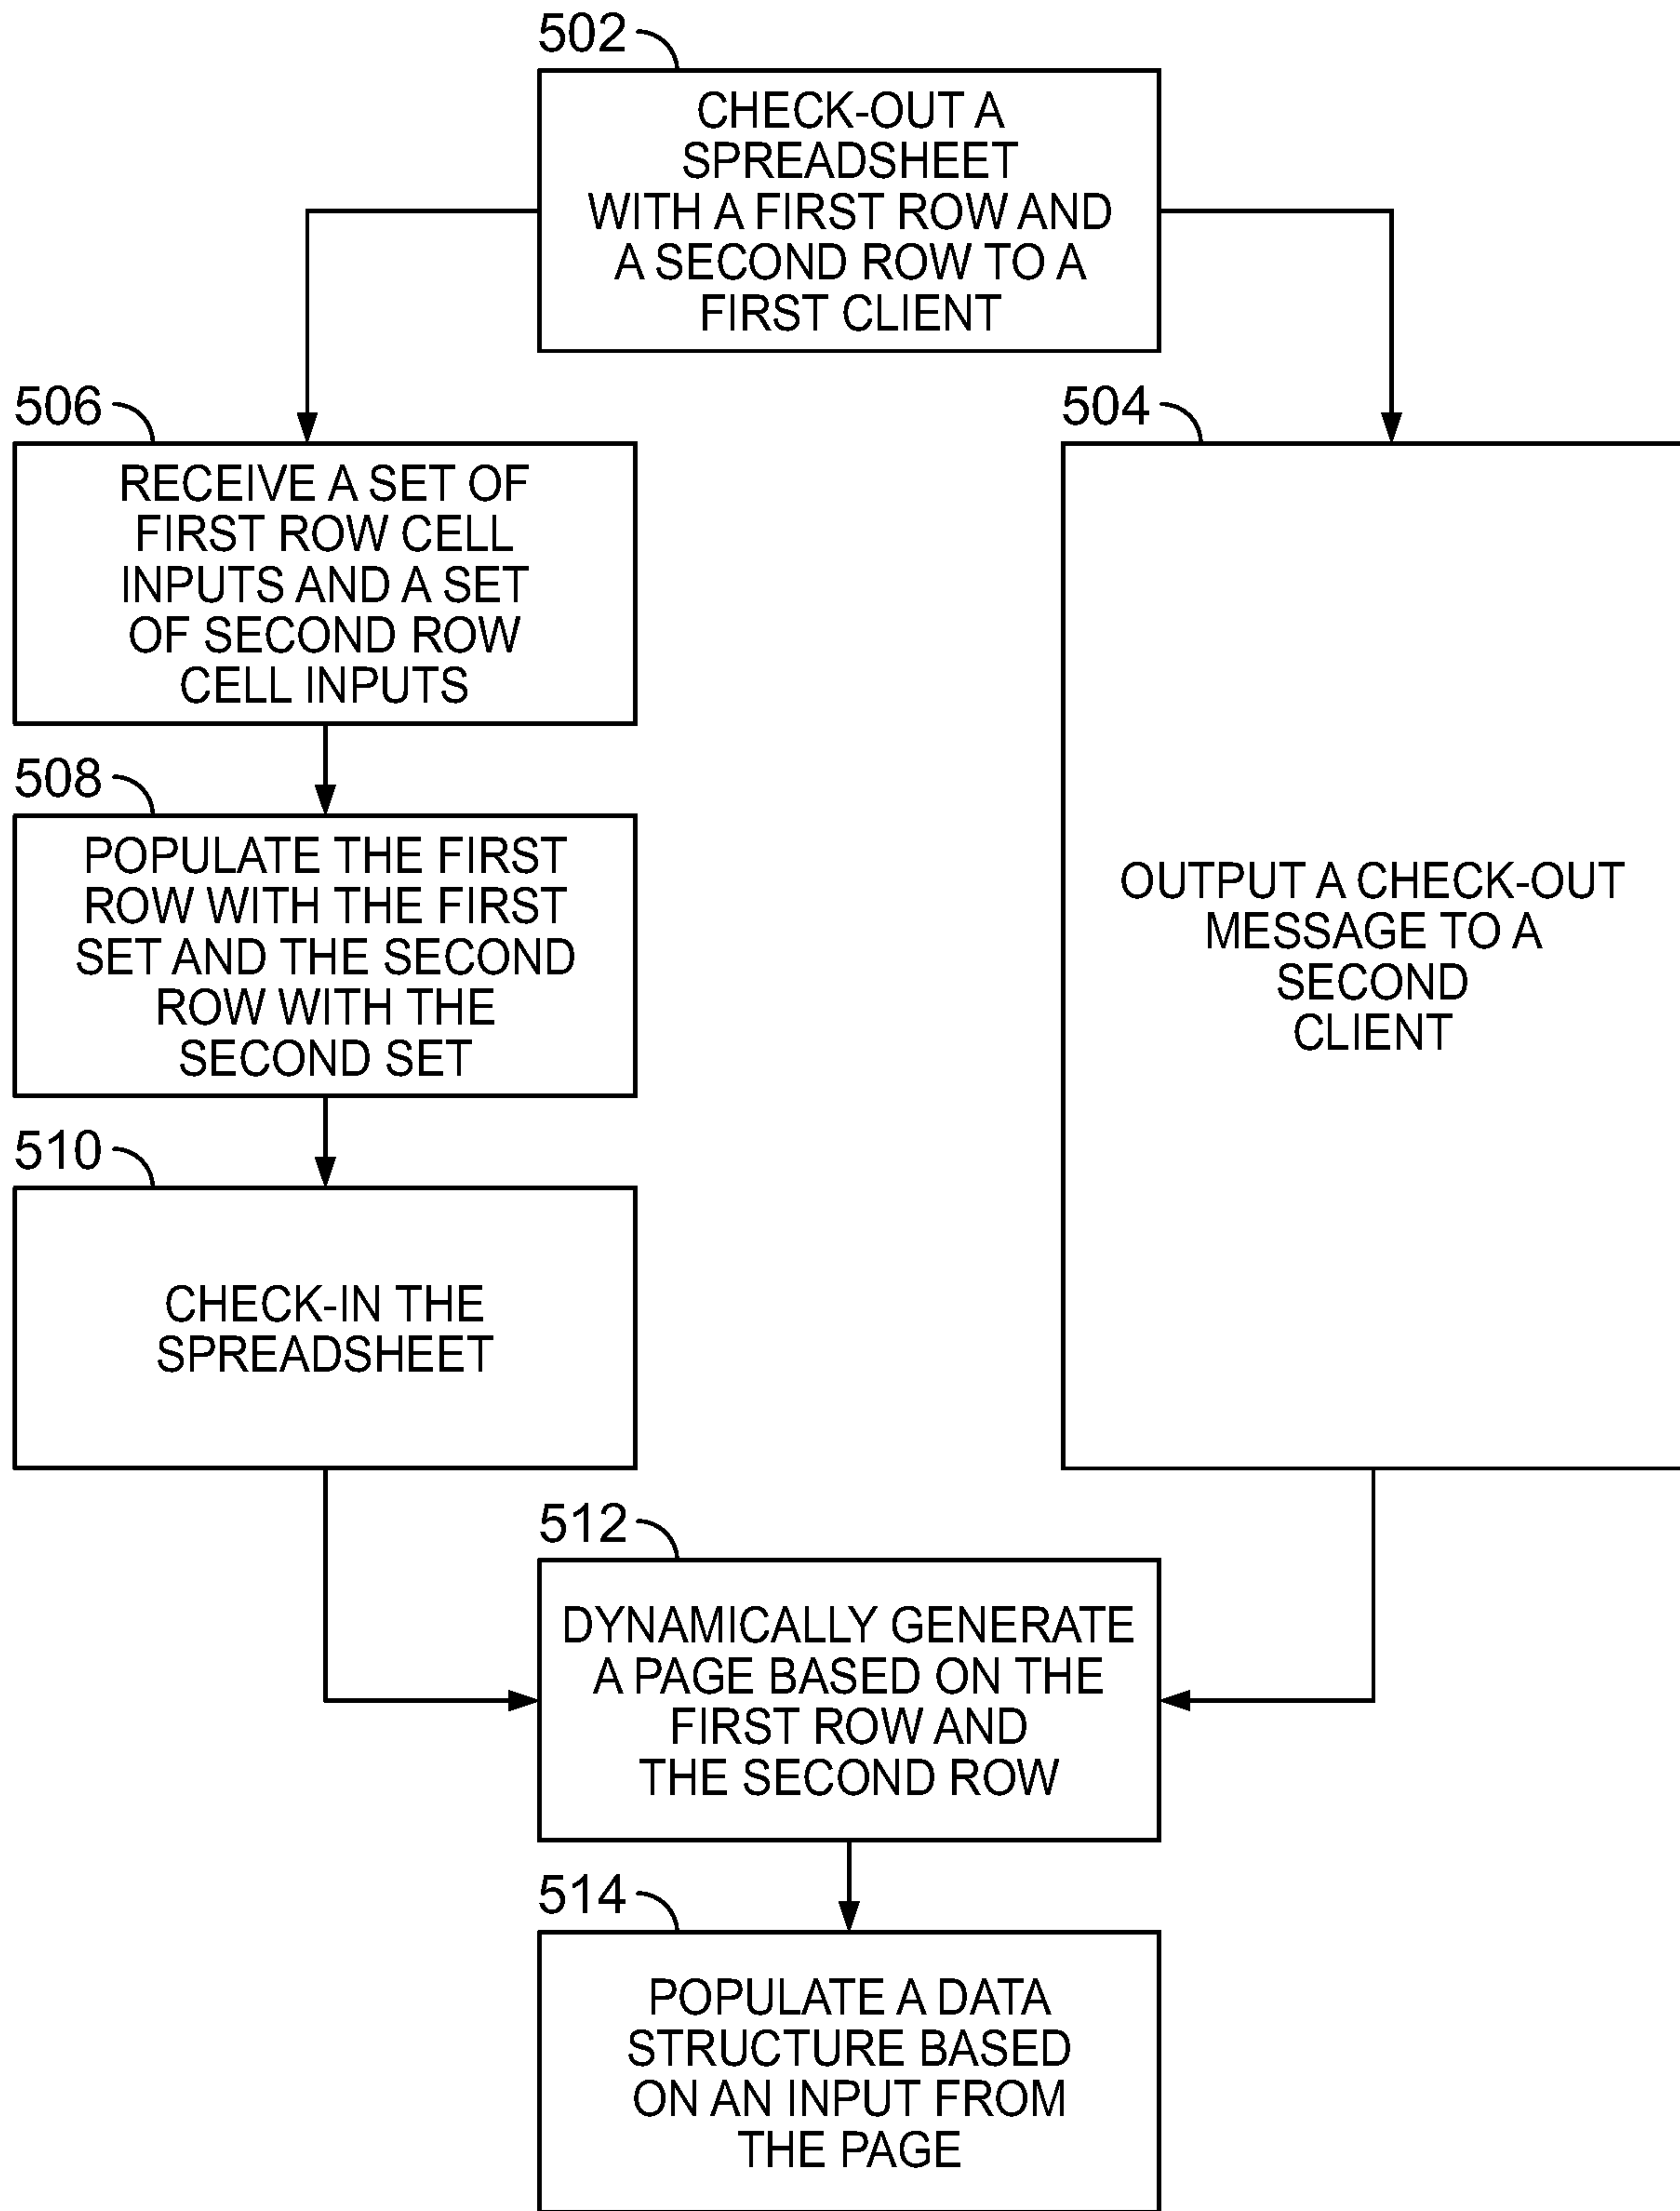 502
CHECK-OUT A
SPREADSHEET
WITH A FIRST ROW AND
A SECOND ROW TO A
FIRST CLIENT
506
RECEIVE A SET OF
FIRST ROW CELL
INPUTS AND A SET
OF SECOND ROW
CELL INPUTS
504
OUTPUT A CHECK-OUT
MESSAGE TO A
SECOND
CLIENT
508
POPULATE THE FIRST
ROW WITH THE FIRST
SET AND THE SECOND
ROW WITH THE
SECOND SET
510
CHECK-IN THE
SPREADSHEET
512
DYNAMICALLY GENERATE
A PAGE BASED ON THE
FIRST ROW AND
THE SECOND ROW
514
POPULATE A DATA
STRUCTURE BASED
ON AN INPUT FROM
THE PAGE